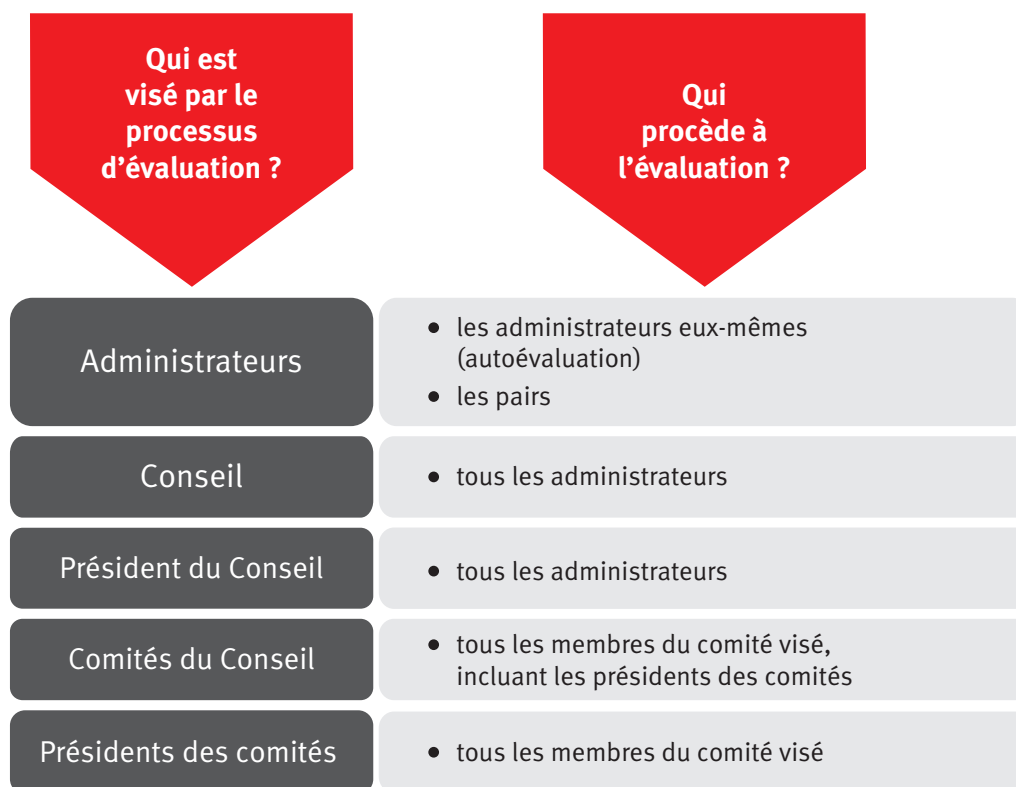 Qui est
visé par le
processus
d’évaluation ?
Qui
procède à
l’évaluation ?
Administrateurs
• les administrateurs eux-mêmes
(autoévaluation)
• les pairs
Conseil
• tous les administrateurs
Président du Conseil
• tous les administrateurs
Comités du Conseil
• tous les membres du comité visé,
incluant les présidents des comités
Présidents des comités
• tous les membres du comité visé